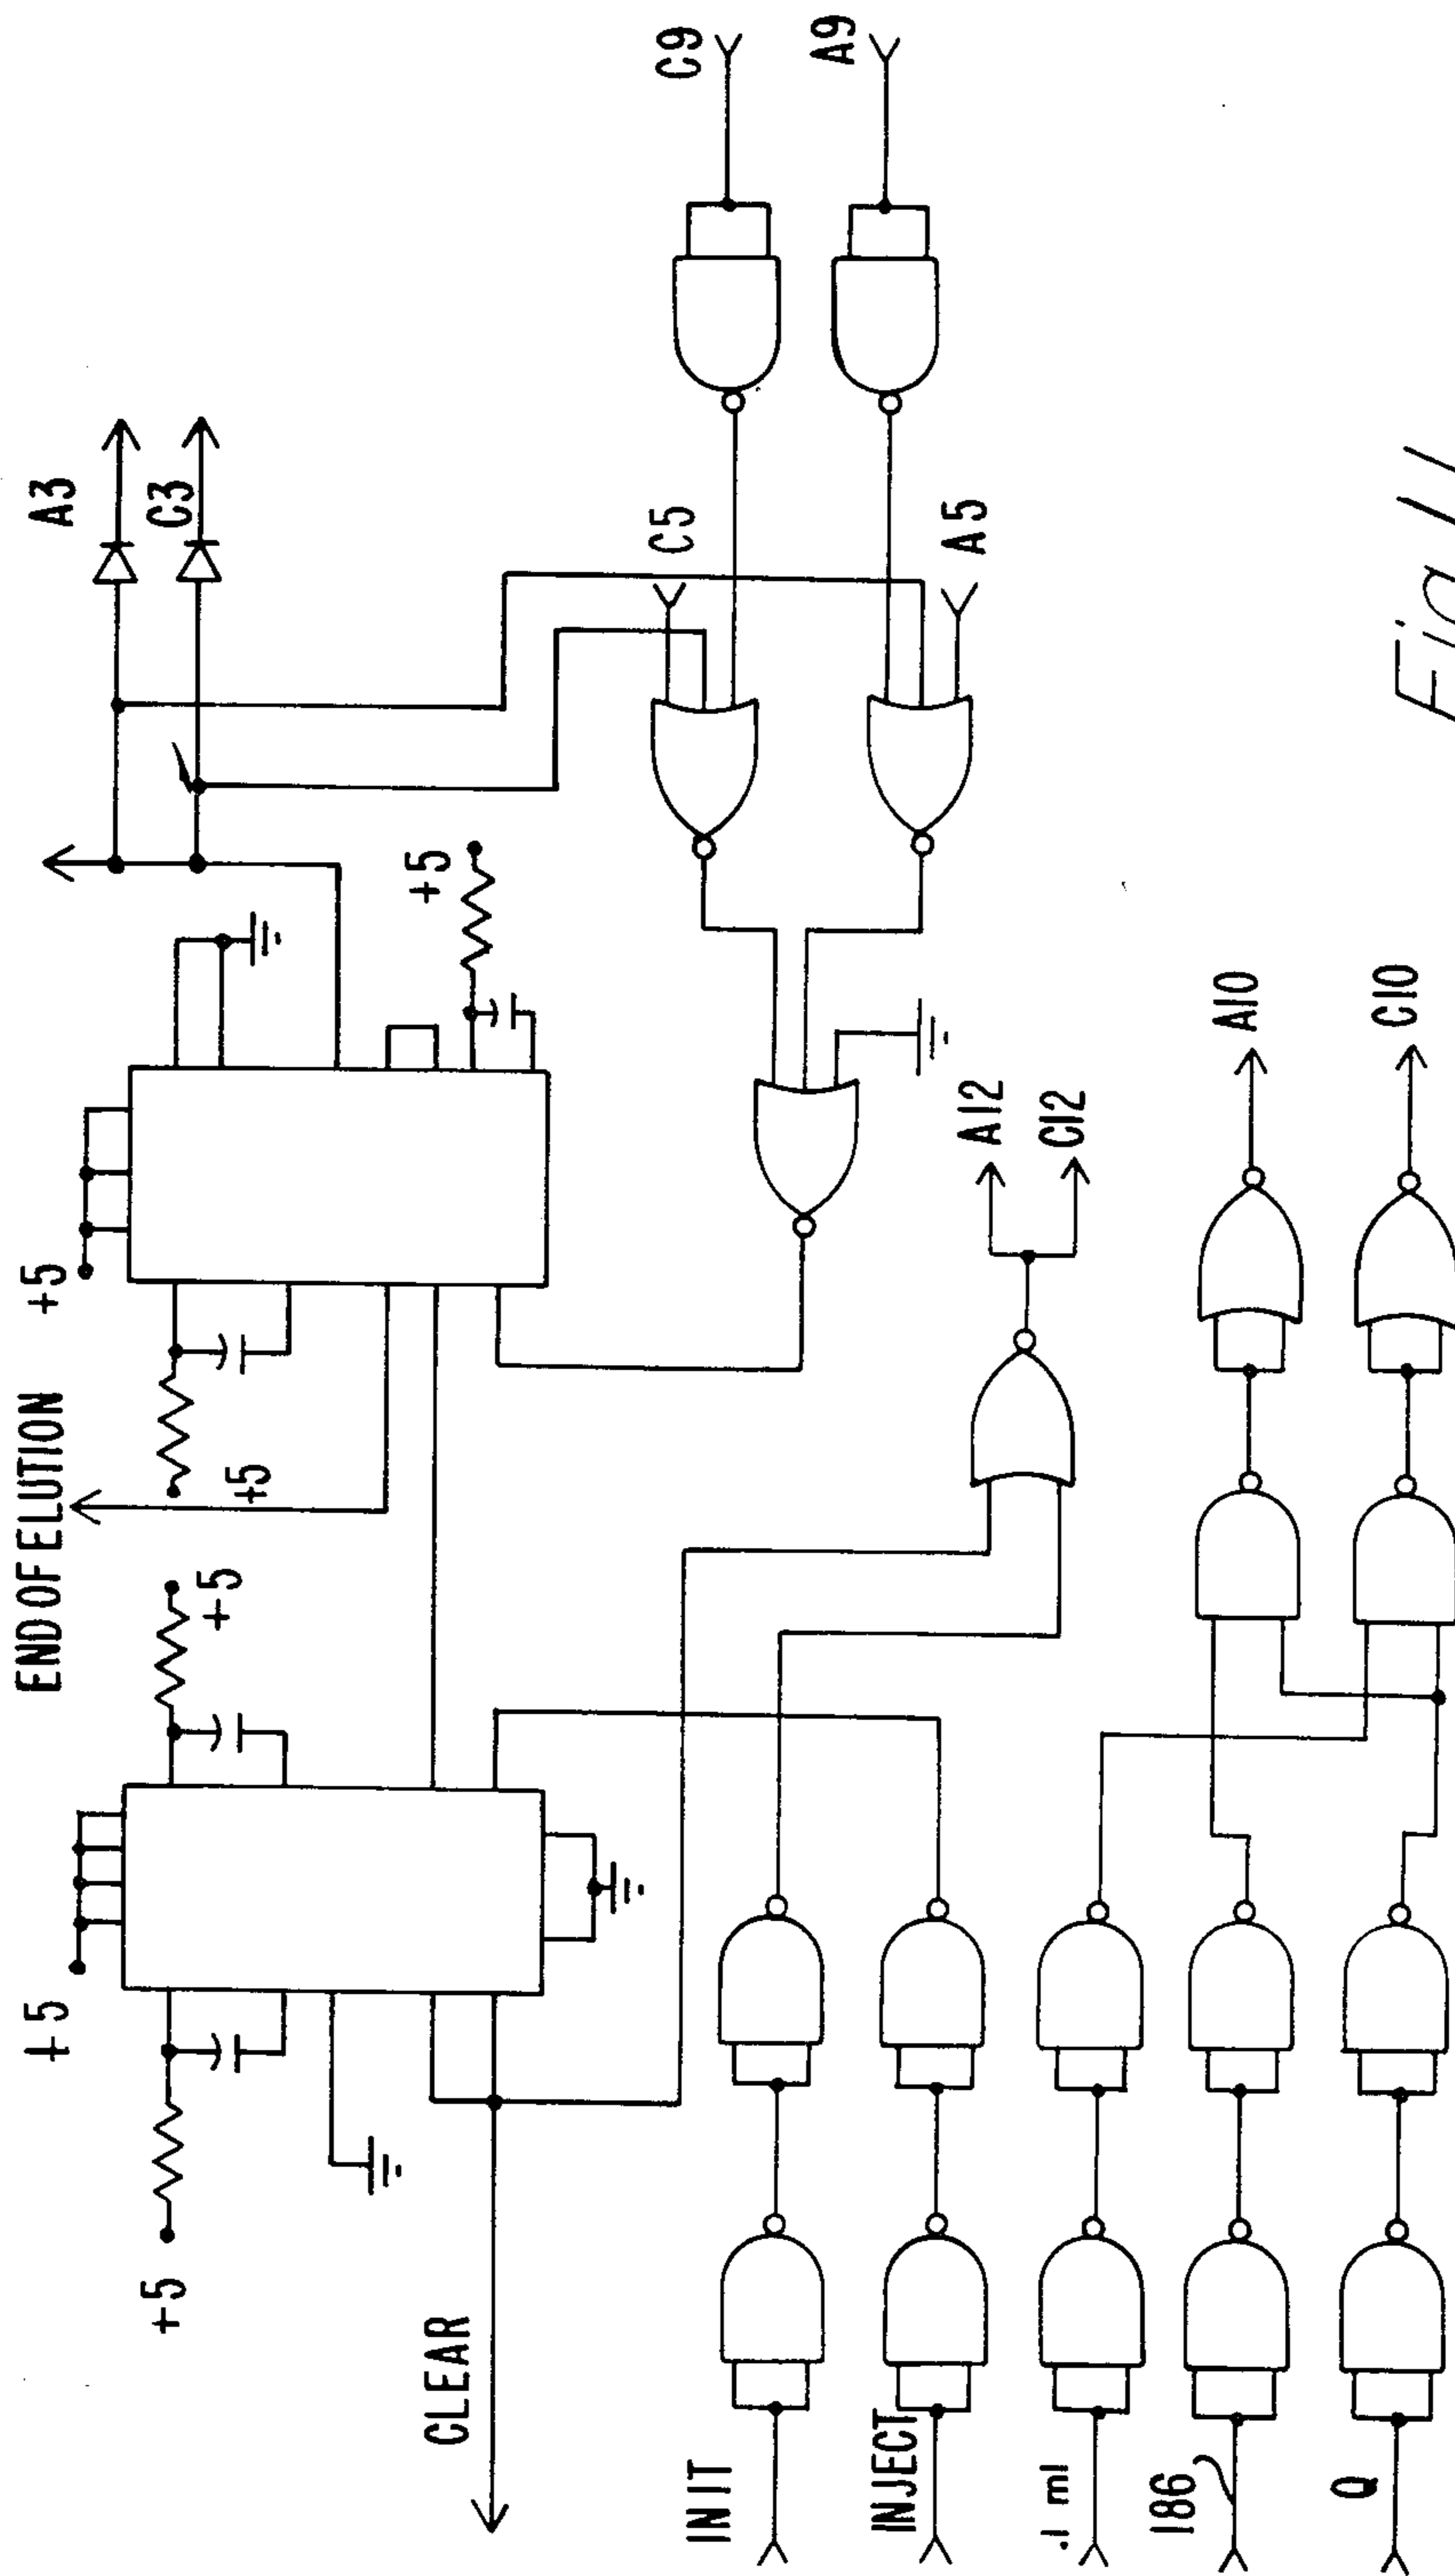 END OF ELUTION
+5
+5
+5
+5
+5
+5
A3
C3
C9
A9
C5
A5
CLEAR
A12
C12
A10
C10
INIT
INJECT
.1 ml
186
Q